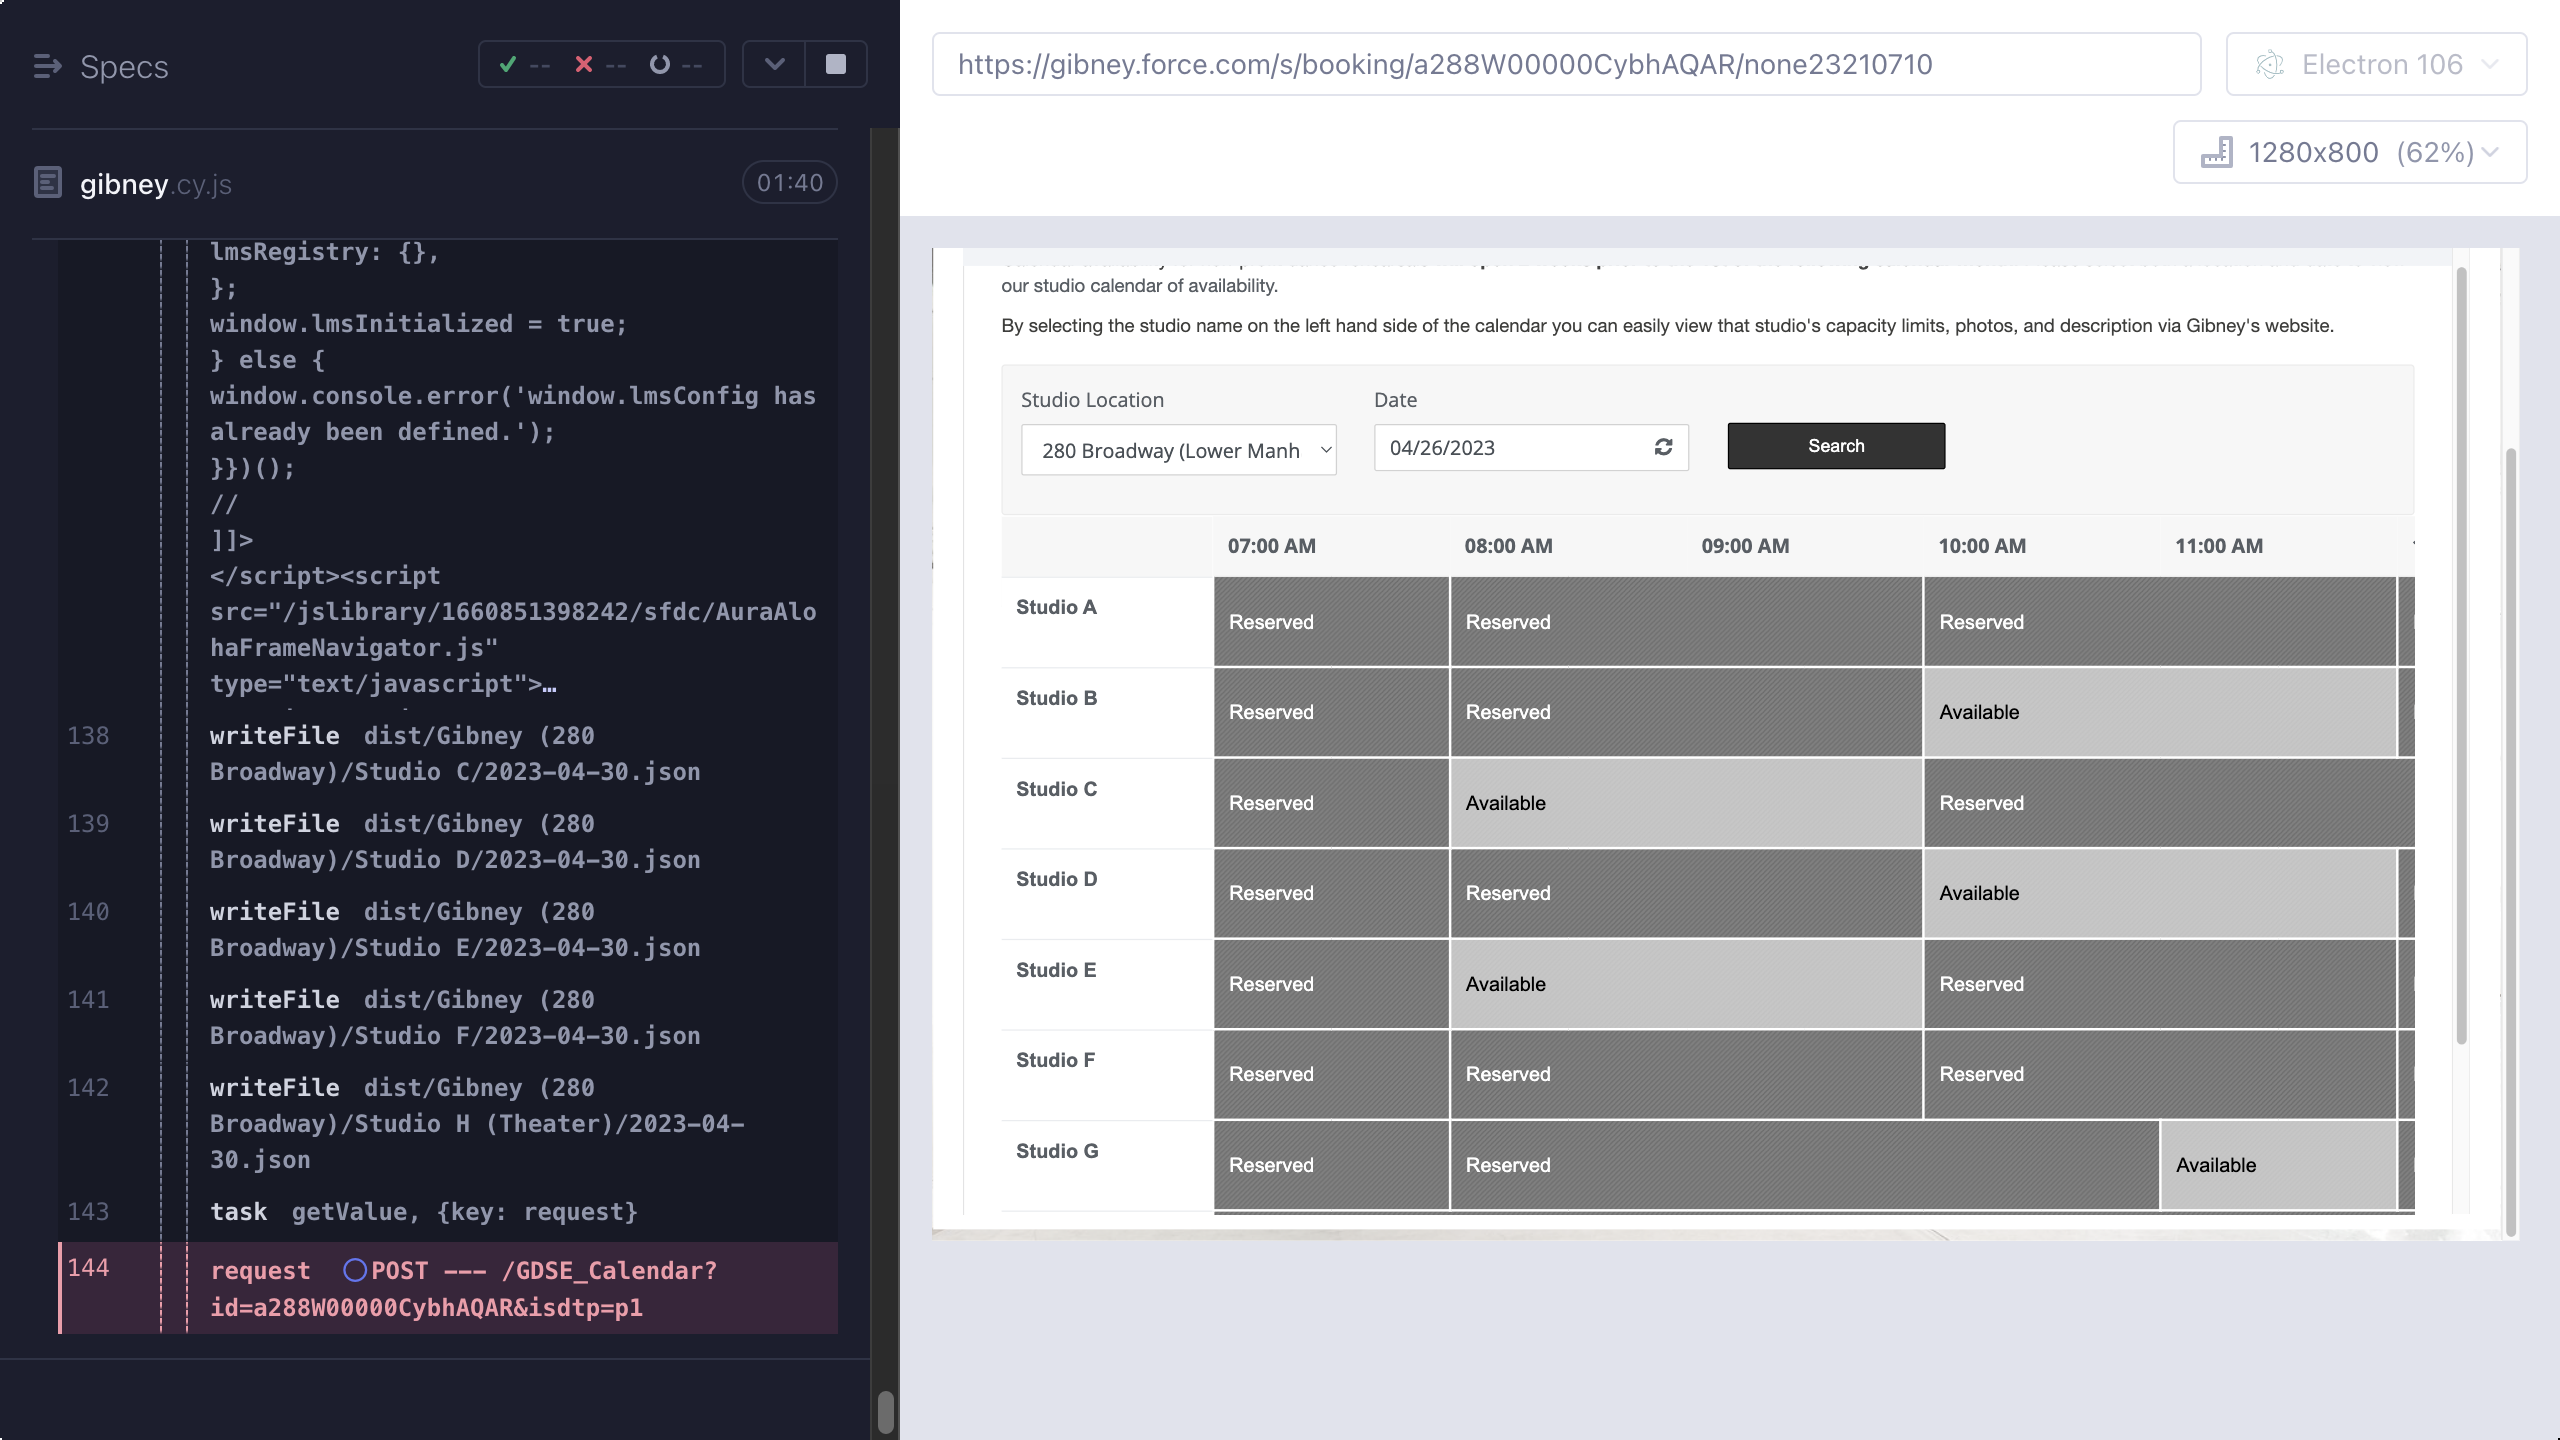 Specs
--
--
--
gibney.cy.js
01:40
lmsRegistry: {},
};
window.lmsInitialized = true;
} else {
window.console.error('window.lmsConfig has
already been defined.');
}})();
//
]]>
</script><script
src="/jslibrary/1660851398242/sfdc/AuraAlo
haFrameNavigator.js"
type="text/javascript">…
138 writeFile dist/Gibney (280
Broadway)/Studio C/2023-04-30.json
139 writeFile dist/Gibney (280
Broadway)/Studio D/2023-04-30.json
140 writeFile dist/Gibney (280
Broadway)/Studio E/2023-04-30.json
141 writeFile dist/Gibney (280
Broadway)/Studio F/2023-04-30.json
142 writeFile dist/Gibney (280
Broadway)/Studio H (Theater)/2023-04-
30.json
143 task getValue, {key: request}
144 request POST --- /GDSE_Calendar?
id=a288W00000CybhAQAR&isdtp=p1
https://gibney.force.com/s/booking/a288W00000CybhAQAR/none23210710
Electron 106
1280x800 (62%)
our studio calendar of availability.
By selecting the studio name on the left hand side of the calendar you can easily view that studio's capacity limits, photos, and description via Gibney's website.
Studio Location
Date
280 Broadway (Lower Manh
04/26/2023
Search
07:00 AM 08:00 AM 09:00 AM 10:00 AM 11:00 AM
Studio A Reserved Reserved Reserved
Studio B Reserved Reserved Available
Studio C Reserved Available Reserved
Studio D Reserved Reserved Available
Studio E Reserved Available Reserved
Studio F Reserved Reserved Reserved
Studio G Reserved Reserved Available